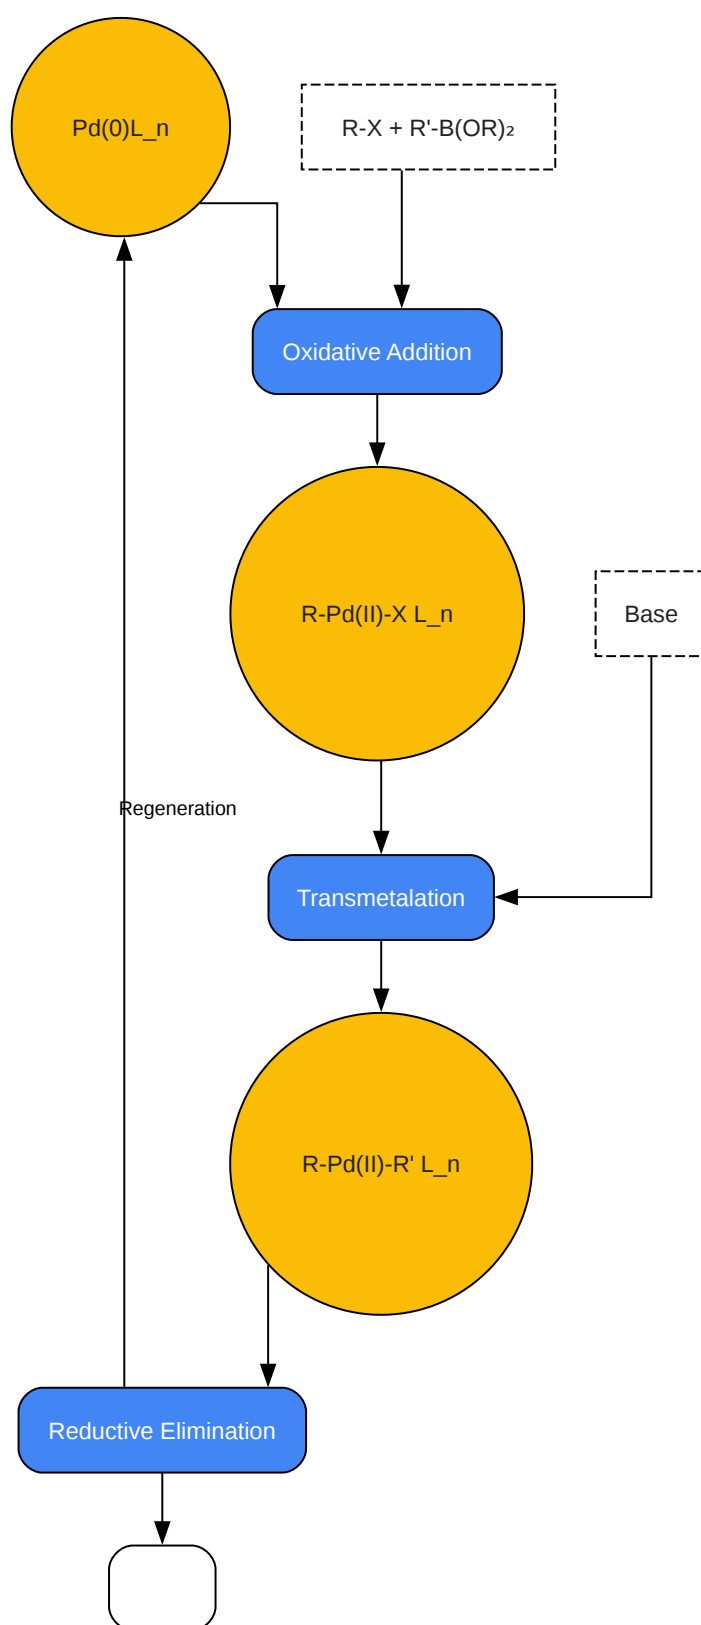 Pd(0)L_n
R-X + R'-B(OR)₂
Oxidative Addition
R-Pd(II)-X L_n
Base
Regeneration
Transmetalation
R-Pd(II)-R' L_n
Reductive Elimination